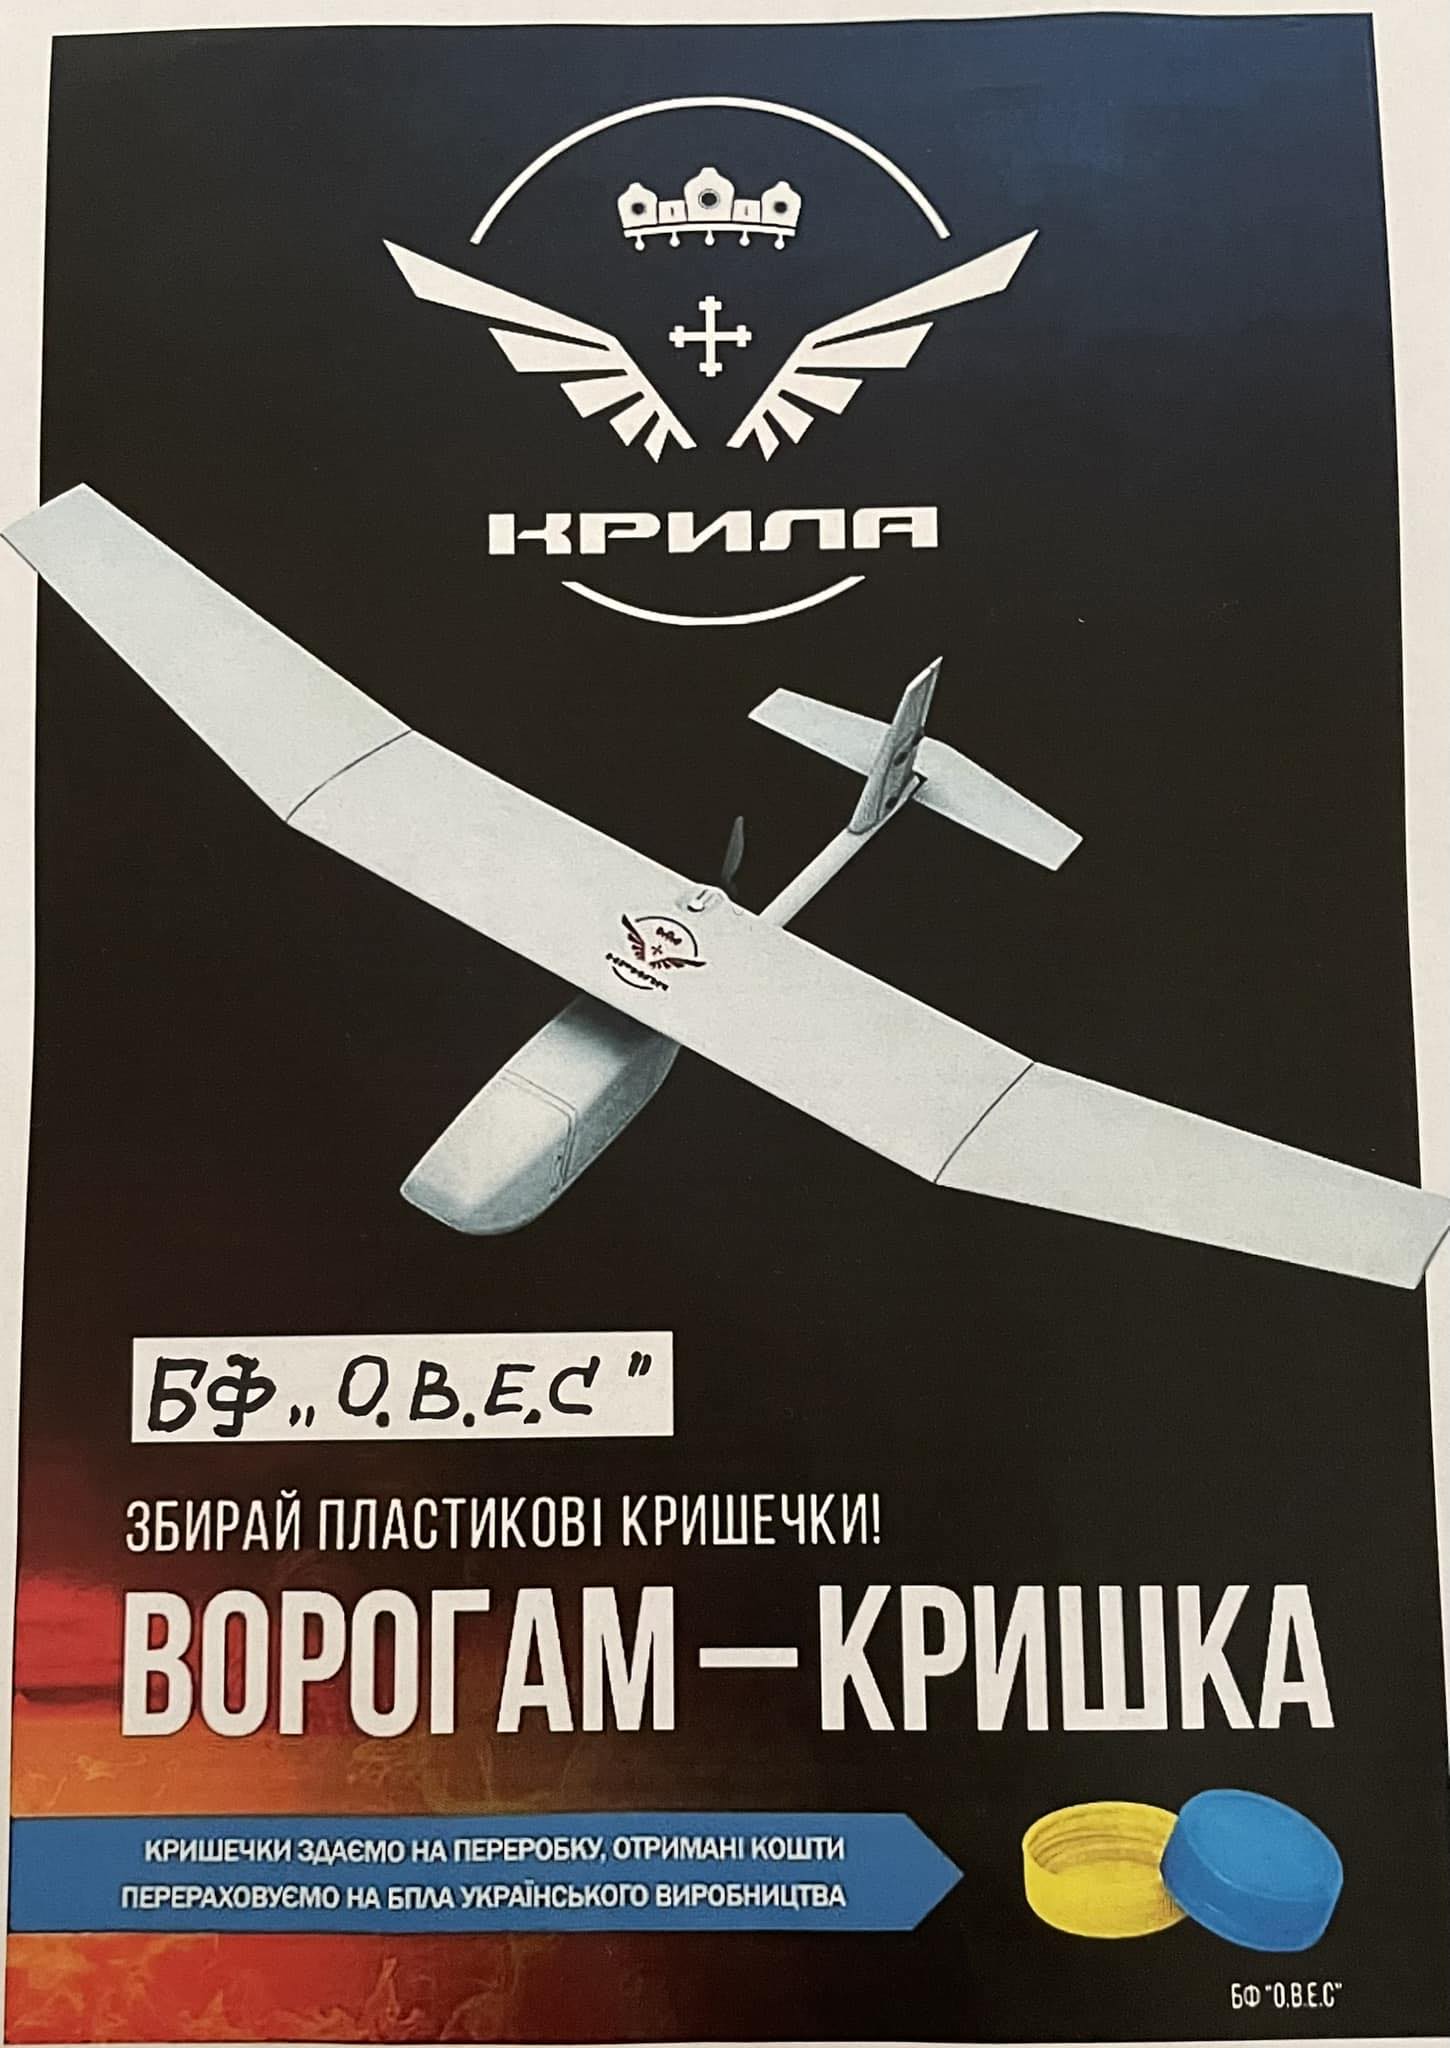 КРИЛА
БФ „О.В.Е.С"
ЗБИРАЙ ПЛАСТИКОВІ КРИШЕЧКИ!
ВОРОГАМ – КРИШКА
КРИШЕЧКИ ЗДАЄМО НА ПЕРЕРОБКУ, ОТРИМАНІ КОШТИ
ПЕРЕРАХОВУЄМО НА БПЛА УКРАЇНСЬКОГО ВИРОБНИЦТВА
БФ "О.В.Е.С"